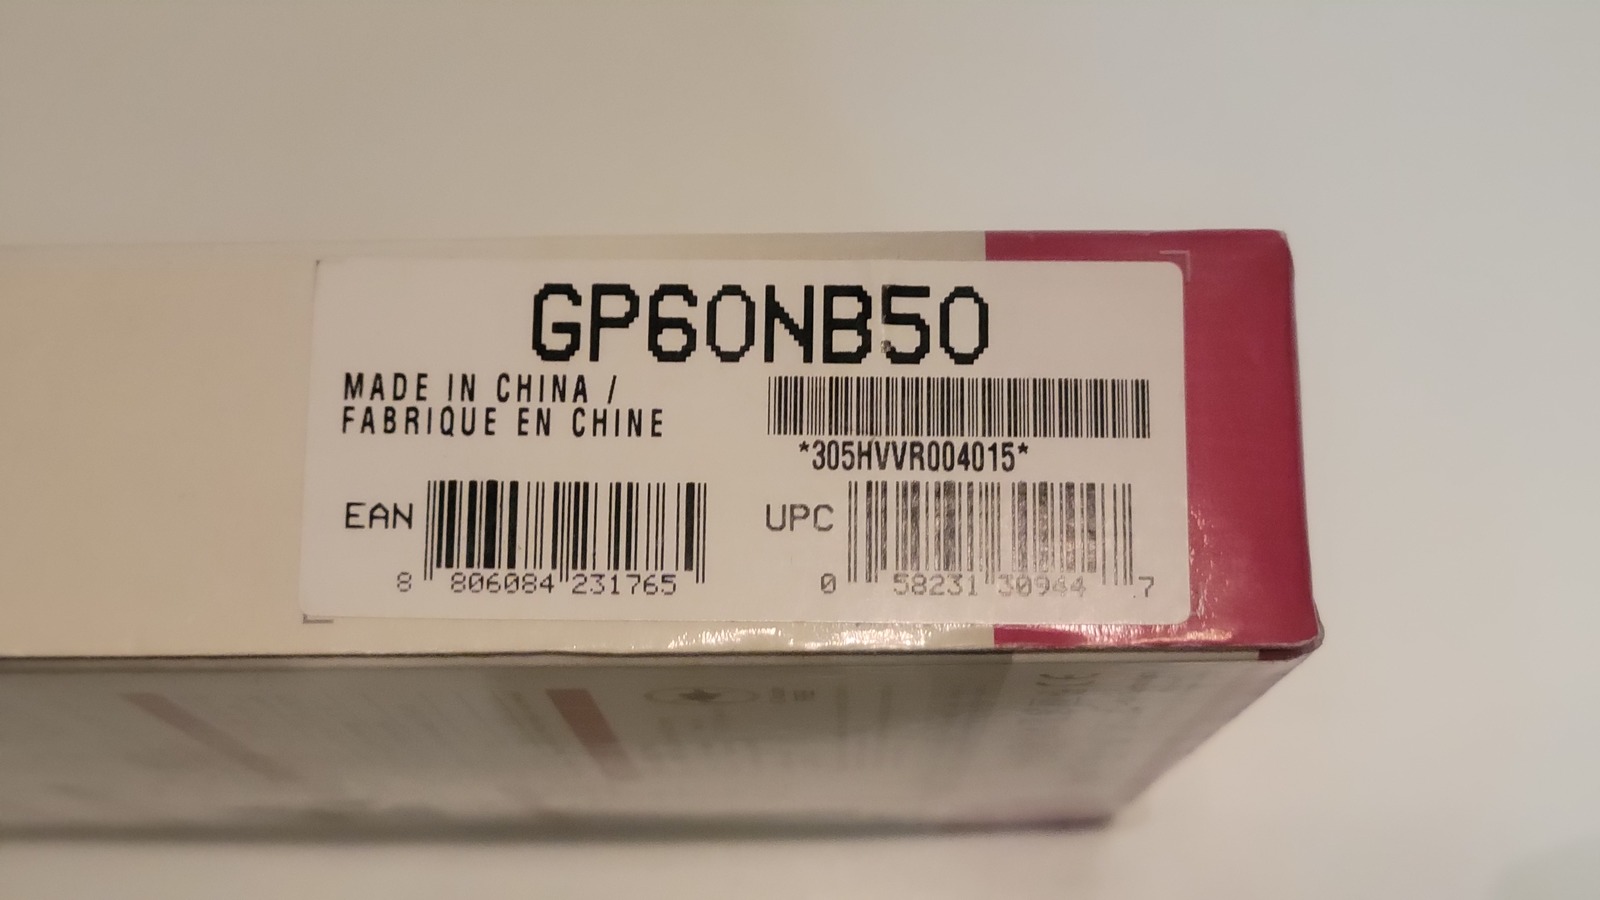 GP60NB50
MADE IN CHINA /
FABRIQUE EN CHINE
*305HVVR004015*
EAN
8 806084 231765
UPC
0 58231 30944 7